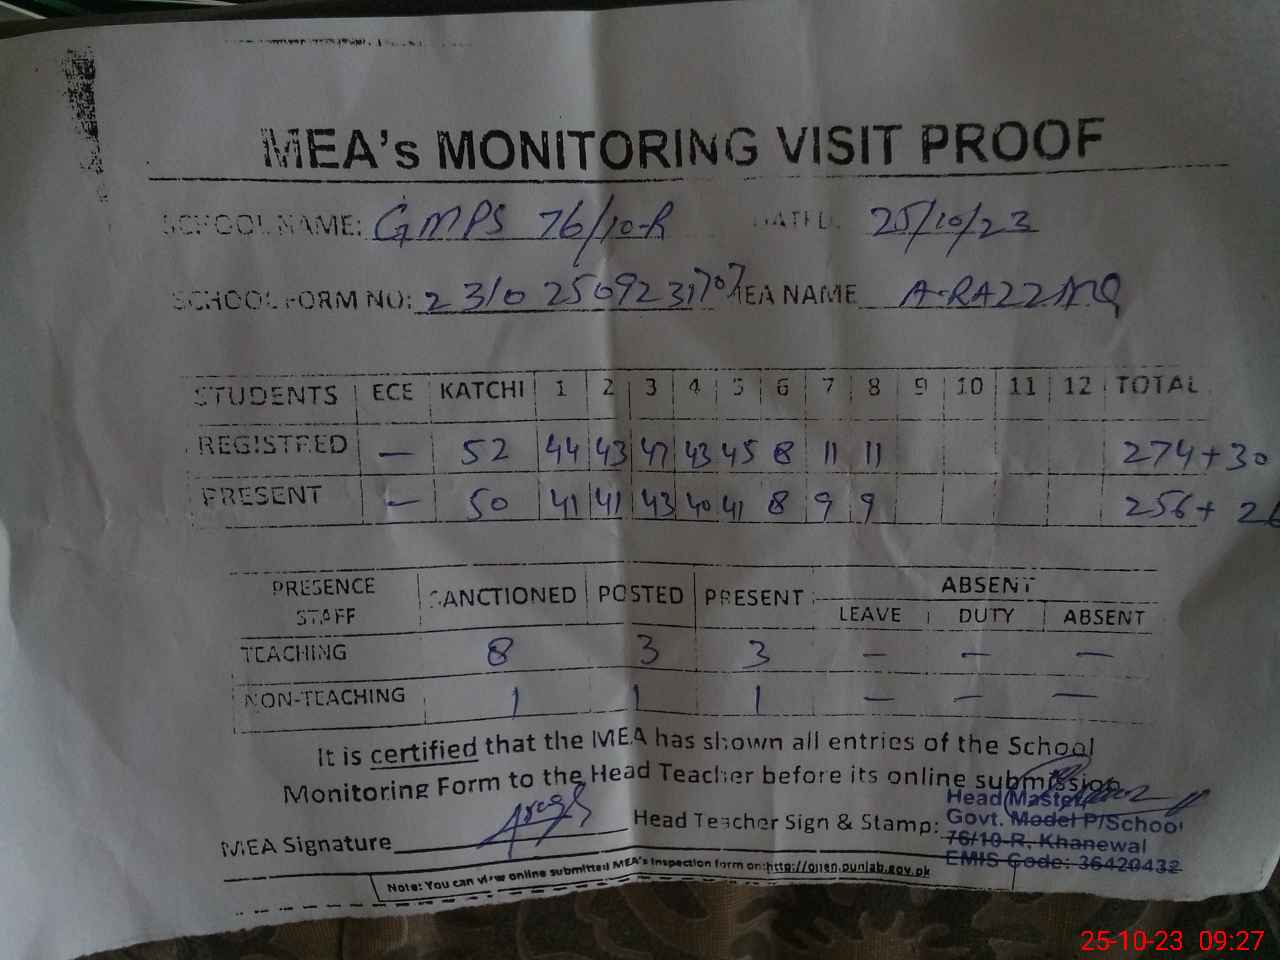 MEA's MONITORING VISIT PROOF
SCHOOL NAME: GMPS 76/10-R DATE: 25/10/23
SCHOOL FORM NO: 23102509231707 MEA NAME A-RAZZAQ
STUDENTS ECE KATCHI 1 2 3 4 5 6 7 8 9 10 11 12 TOTAL
REGISTRED — 52 44 43 47 43 45 8 11 11 274+30
PRESENT — 50 41 41 43 40 41 8 9 9 256+ 26
PRESENCE STAFF SANCTIONED POSTED PRESENT ABSENT
LEAVE DUTY ABSENT
TEACHING 8 3 3 — — —
NON-TEACHING 1 1 1 — — —
It is certified that the MEA has shown all entries of the School
Monitoring Form to the Head Teacher before its online submission
MEA Signature Head Teacher Sign & Stamp:
Head Master
Govt. Model P/School
76/10-R, Khanewal
EMIS Code: 36420432
Note: You can view online submitted MEA's Inspection form on: http://open.punjab.gov.pk
25-10-23 09:27